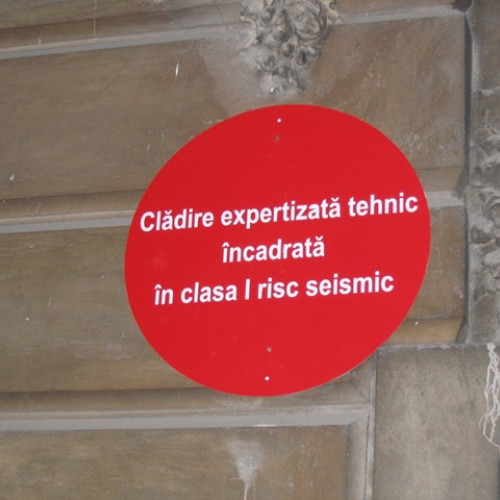 Clădire expertizată tehnic
încadrată
în clasa I risc seismic